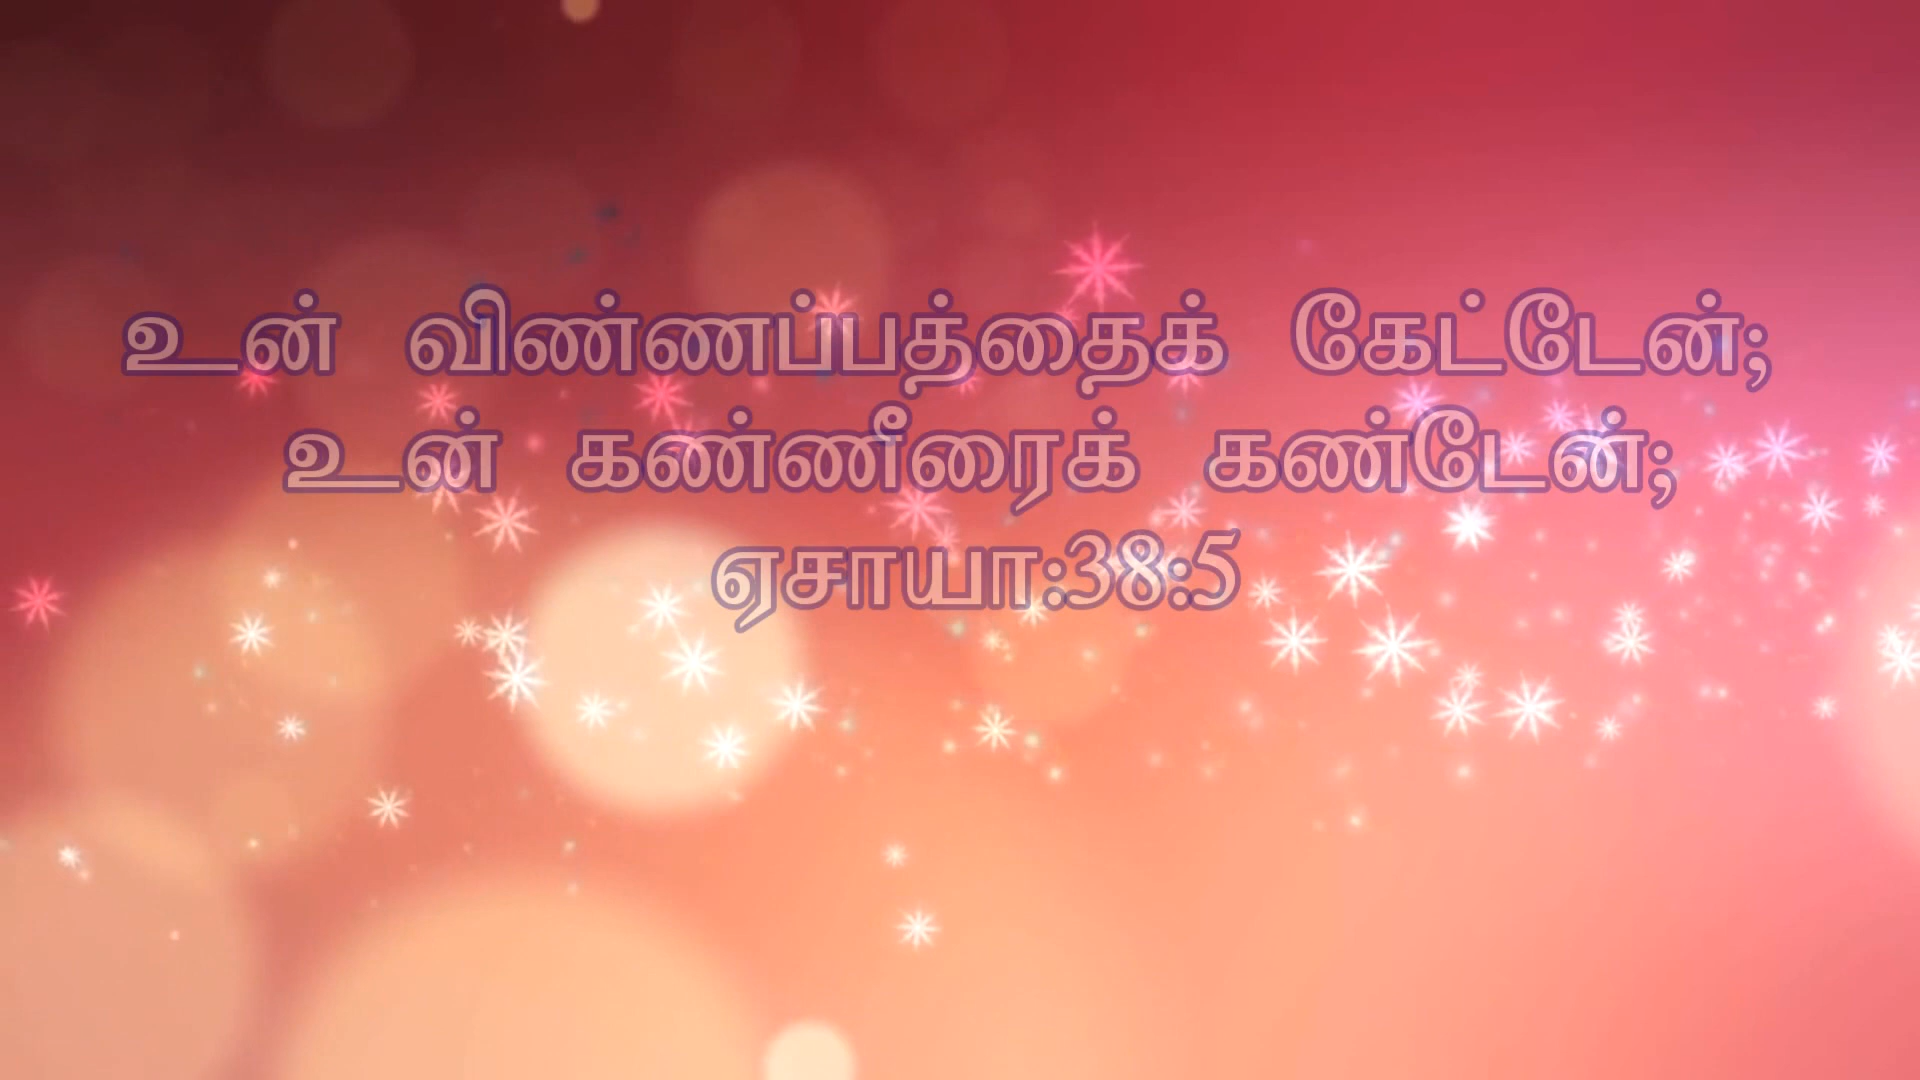 உன் விண்ணப்பத்தைக் கேட்டேன்;
உன் கண்ணீரைக் கண்டேன்;
ஏசாயா:38:5